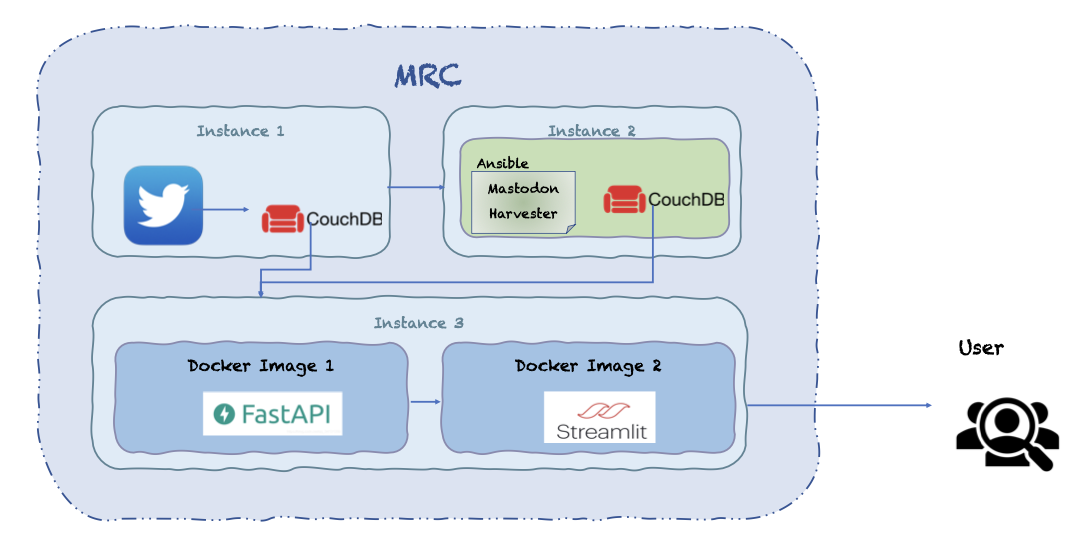 MRC
Instance 1
CouchDB
Instance 2
Ansible
Mastodon
Harvester
CouchDB
Instance 3
Docker Image 1
FastAPI
Docker Image 2
Streamlit
User